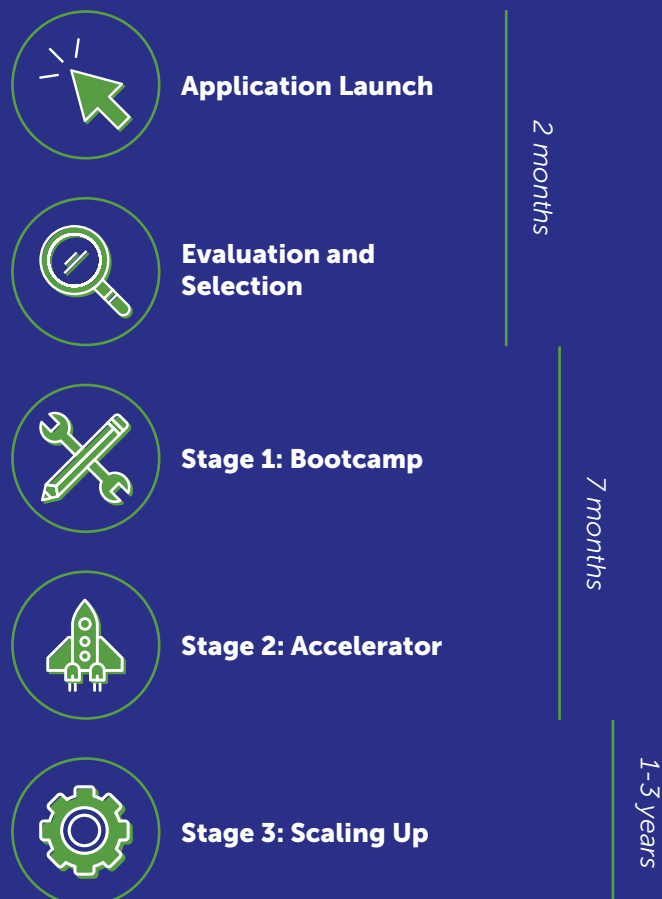 Application Launch
2 months
Evaluation and
Selection
Stage 1: Bootcamp
7 months
Stage 2: Accelerator
Stage 3: Scaling Up
1-3 years